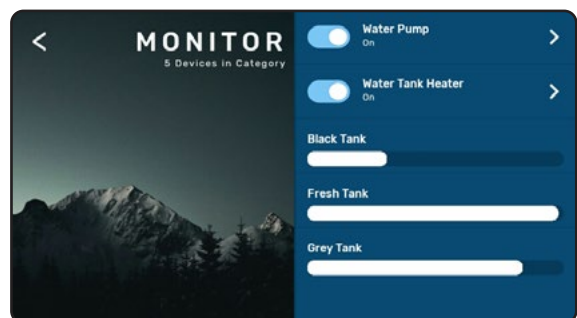 MONITOR
5 Devices in Category
Water Pump
On
Water Tank Heater
On
Black Tank
Fresh Tank
Grey Tank